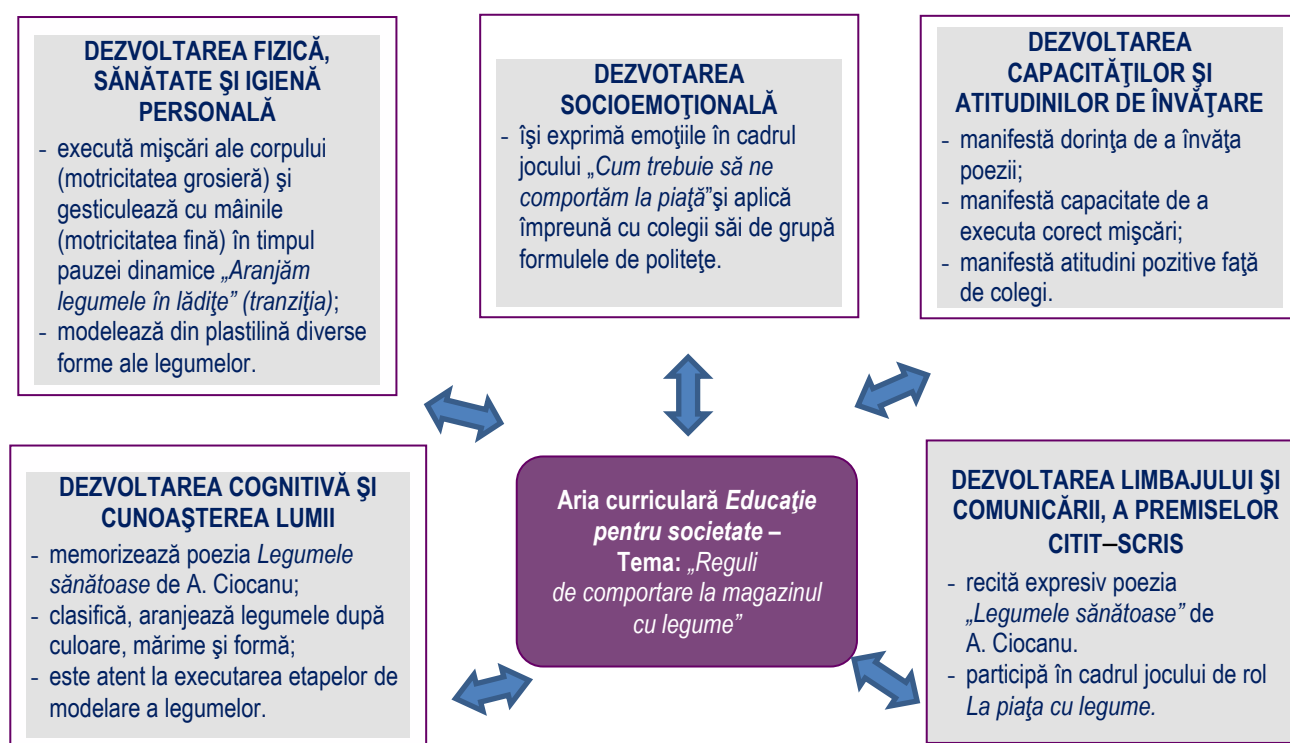 DEZVOLTAREA FIZICĂ,
SĂNĂTATE ŞI IGIENĂ
PERSONALĂ
- execută mişcări ale corpului
(motricitatea grosieră) şi
gesticulează cu mâinile
(motricitatea fină) în timpul
pauzei dinamice „Aranjăm
legumele în lădiţe” (tranziţia);
- modelează din plastilină diverse
forme ale legumelor.
DEZVOTAREA
SOCIOEMOŢIONALĂ
- îşi exprimă emoţiile în cadrul
jocului „Cum trebuie să ne
comportăm la piaţă”şi aplică
împreună cu colegii săi de grupă
formulele de politeţe.
DEZVOLTAREA
CAPACITĂŢILOR ŞI
ATITUDINILOR DE ÎNVĂŢARE
- manifestă dorinţa de a învăţa
poezii;
- manifestă capacitate de a
executa corect mişcări;
- manifestă atitudini pozitive faţă
de colegi.
DEZVOLTAREA COGNITIVĂ ŞI
CUNOAŞTEREA LUMII
- memorizează poezia Legumele
sănătoase de A. Ciocanu;
- clasifică, aranjează legumele după
culoare, mărime şi formă;
- este atent la executarea etapelor de
modelare a legumelor.
Aria curriculară Educaţie
pentru societate –
Tema: „Reguli
de comportare la magazinul
cu legume”
DEZVOLTAREA LIMBAJULUI ŞI
COMUNICĂRII, A PREMISELOR
CITIT–SCRIS
- recită expresiv poezia
„Legumele sănătoase” de
A. Ciocanu.
- participă în cadrul jocului de rol
La piaţa cu legume.